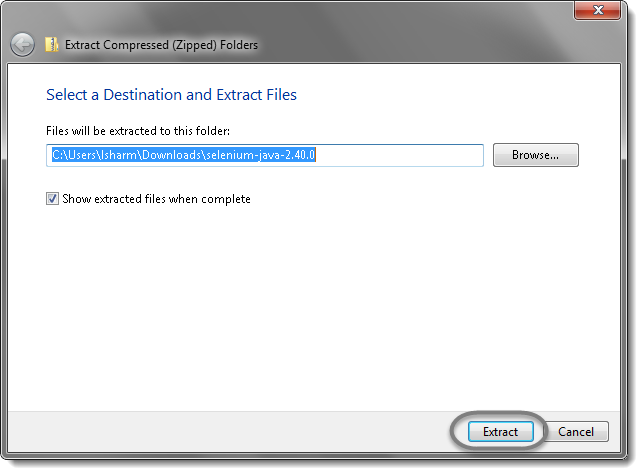 Extract Compressed (Zipped) Folders
Select a Destination and Extract Files
Files will be extracted to this folder:
C:\Users\lsharm\Downloads\selenium-java-2.40.0
Browse...
Show extracted files when complete
Extract
Cancel